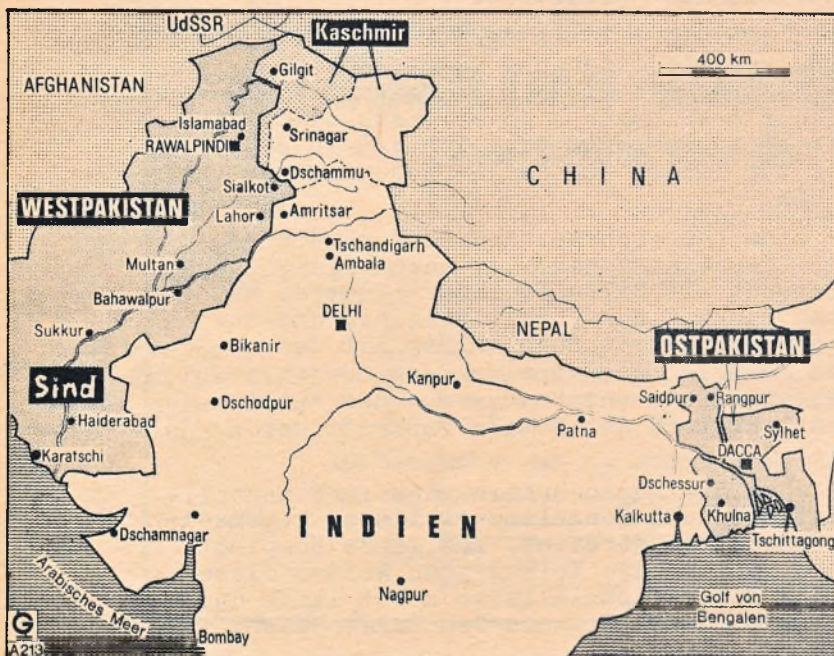 UdSSR
Kaschmir
400 km
AFGHANISTAN
Gilgit
Islamabad
RAWALPINDI
Srinagar
CHINA
Dschammu
Sialkot
WESTPAKISTAN
Lahor
Amritsar
Tschandigarh
Ambala
Multan
Bahawalpur
DELHI
NEPAL
Sukkur
Bikanir
OSTPAKISTAN
Sind
Kanpur
Saidpur
Rangpur
Dschodpur
Haiderabad
Patna
Sylhet
Karatschi
DACCA
Dschessur
Kalkutta
Khulna
INDIEN
Dschamnagar
Tschittagong
Arabisches Meer
Nagpur
Golf von
Bengalen
G
A213
Bombay